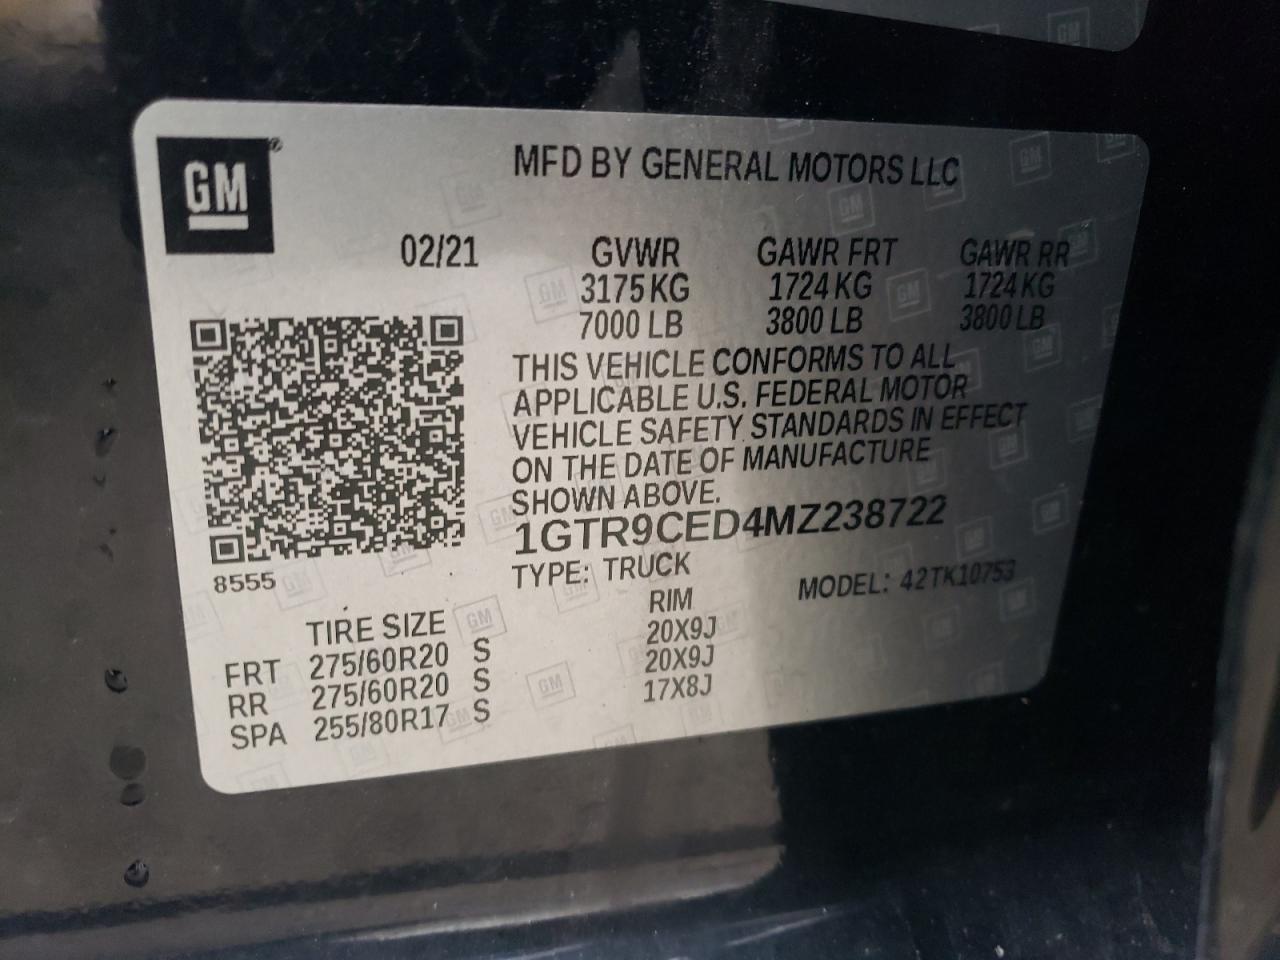 GM
MFD BY GENERAL MOTORS LLC
02/21 GVWR GAWR FRT GAWR RR
3175 KG 1724 KG 1724 KG
7000 LB 3800 LB 3800 LB
THIS VEHICLE CONFORMS TO ALL
APPLICABLE U.S. FEDERAL MOTOR
VEHICLE SAFETY STANDARDS IN EFFECT
ON THE DATE OF MANUFACTURE
SHOWN ABOVE.
1GTR9CED4MZ238722
8555
TYPE: TRUCK MODEL: 42TK10753
TIRE SIZE RIM
FRT 275/60R20 S 20X9J
RR 275/60R20 S 20X9J
SPA 255/80R17 S 17X8J